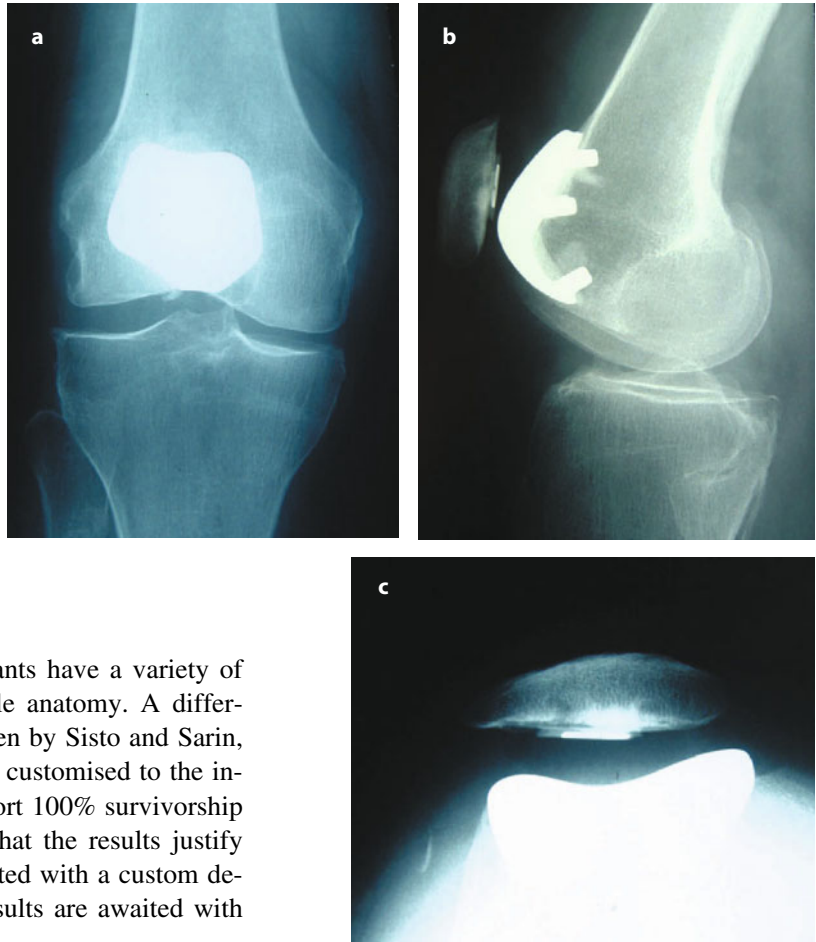 a
b
c
ants have a variety of
le anatomy. A differ-
en by Sisto and Sarin,
customised to the in-
ort 100% survivorship
hat the results justify
ted with a custom de-
sults are awaited with